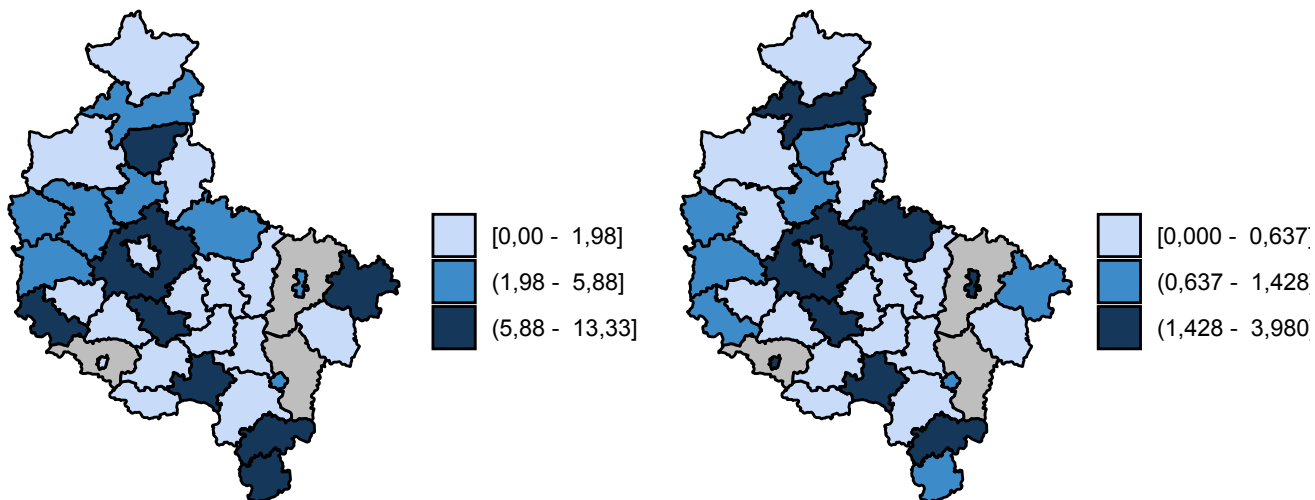 [0,00 - 1,98]
(1,98 - 5,88]
(5,88 - 13,33]
[0,000 - 0,637]
(0,637 - 1,428]
(1,428 - 3,980]